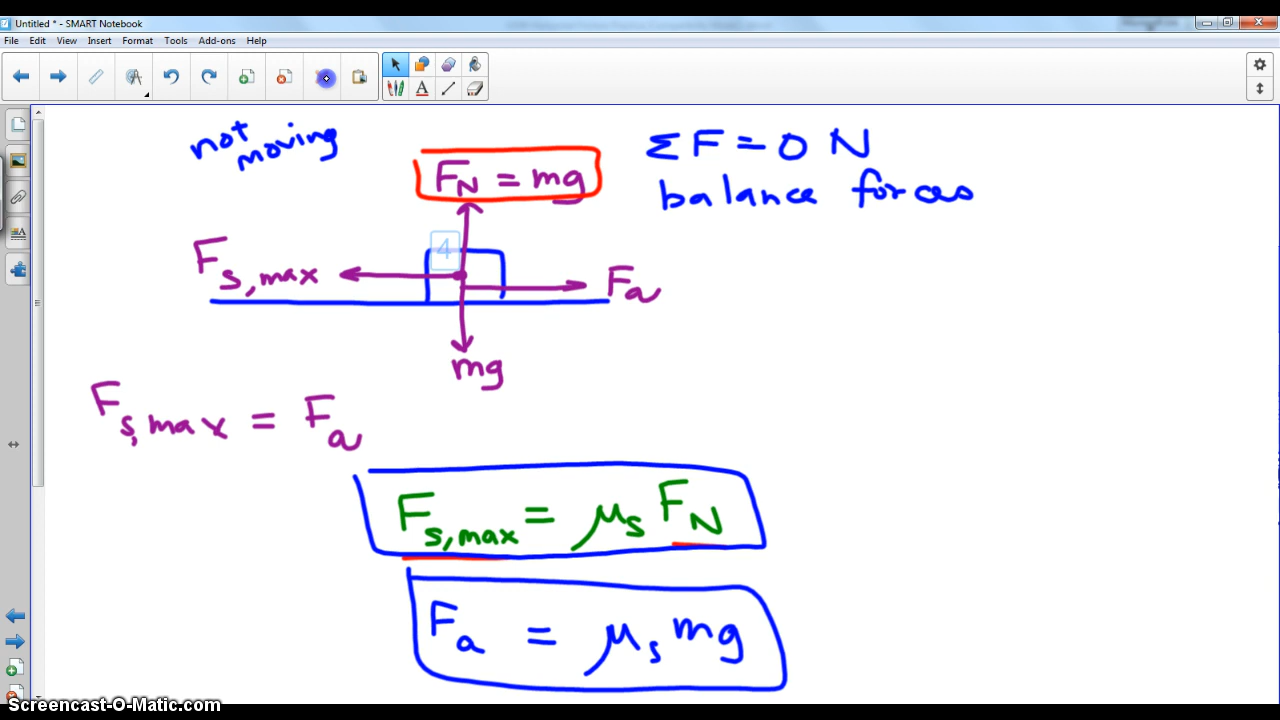 Untitled * - SMART Notebook
File Edit View Insert Format Tools Add-ons Help
not moving
ΣF = 0 N
balance forces
F_N = mg
4
F_s,max
F_a
mg
F_s,max = F_a
F_s,max = μ_s F_N
F_a = μ_s mg
Screencast-O-Matic.com